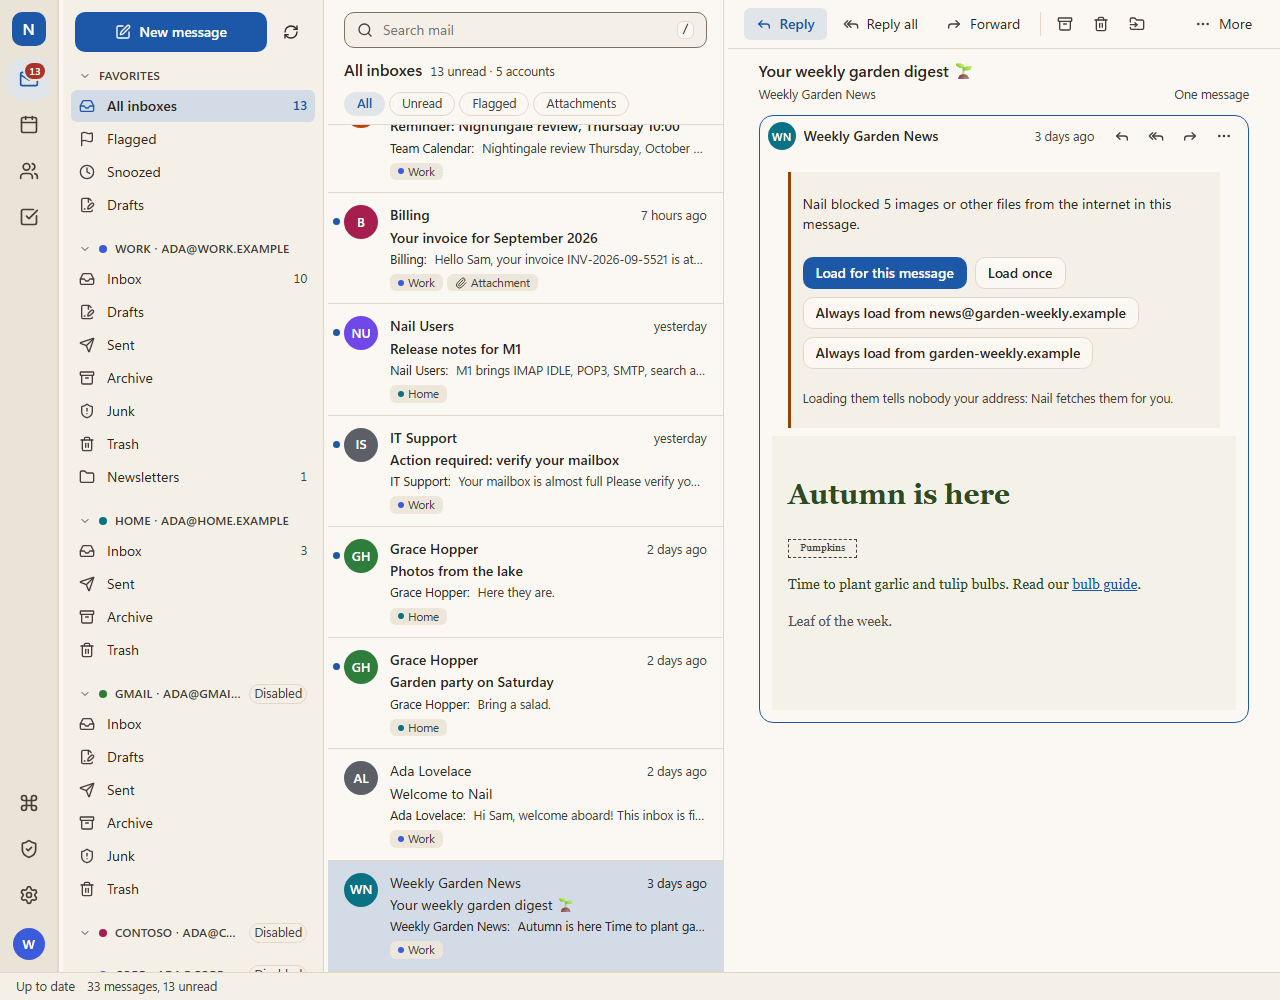 N
13
New message
FAVORITES
All inboxes 13
Flagged
Snoozed
Drafts
WORK · ADA@WORK.EXAMPLE
Inbox 10
Drafts
Sent
Archive
Junk
Trash
Newsletters 1
HOME · ADA@HOME.EXAMPLE
Inbox 3
Sent
Archive
Trash
GMAIL · ADA@GMAI... Disabled
Inbox
Drafts
Sent
Archive
Junk
Trash
CONTOSO · ADA@C... Disabled
W
Search mail /
All inboxes 13 unread · 5 accounts
All Unread Flagged Attachments
Reminder: Nightingale review, Thursday 10:00
Team Calendar: Nightingale review Thursday, October ...
Work
B
Billing 7 hours ago
Your invoice for September 2026
Billing: Hello Sam, your invoice INV-2026-09-5521 is at...
Work Attachment
NU
Nail Users yesterday
Release notes for M1
Nail Users: M1 brings IMAP IDLE, POP3, SMTP, search a...
Home
IS
IT Support yesterday
Action required: verify your mailbox
IT Support: Your mailbox is almost full Please verify yo...
Work
GH
Grace Hopper 2 days ago
Photos from the lake
Grace Hopper: Here they are.
Home
GH
Grace Hopper 2 days ago
Garden party on Saturday
Grace Hopper: Bring a salad.
Home
AL
Ada Lovelace 2 days ago
Welcome to Nail
Ada Lovelace: Hi Sam, welcome aboard! This inbox is fi...
Work
WN
Weekly Garden News 3 days ago
Your weekly garden digest 🌱
Weekly Garden News: Autumn is here Time to plant ga...
Work
Reply Reply all Forward More
Your weekly garden digest 🌱
Weekly Garden News One message
WN Weekly Garden News 3 days ago
Nail blocked 5 images or other files from the internet in this
message.
Load for this message Load once
Always load from news@garden-weekly.example
Always load from garden-weekly.example
Loading them tells nobody your address: Nail fetches them for you.
Autumn is here
Pumpkins
Time to plant garlic and tulip bulbs. Read our bulb guide.
Leaf of the week.
Up to date 33 messages, 13 unread